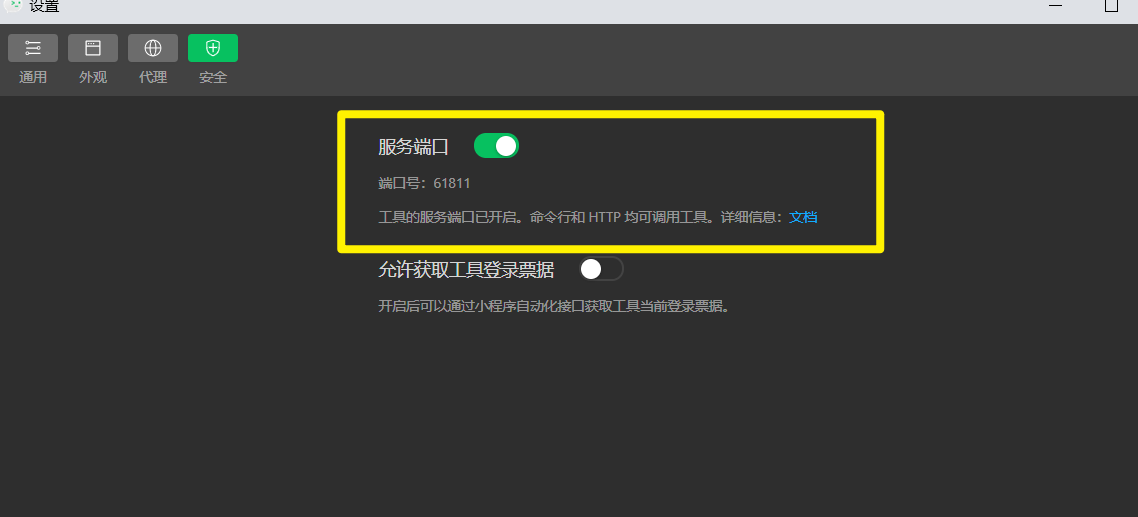 设置
通用 外观 代理 安全
服务端口
端口号：61811
工具的服务端口已开启。命令行和 HTTP 均可调用工具。详细信息：文档
允许获取工具登录票据
开启后可以通过小程序自动化接口获取工具当前登录票据。